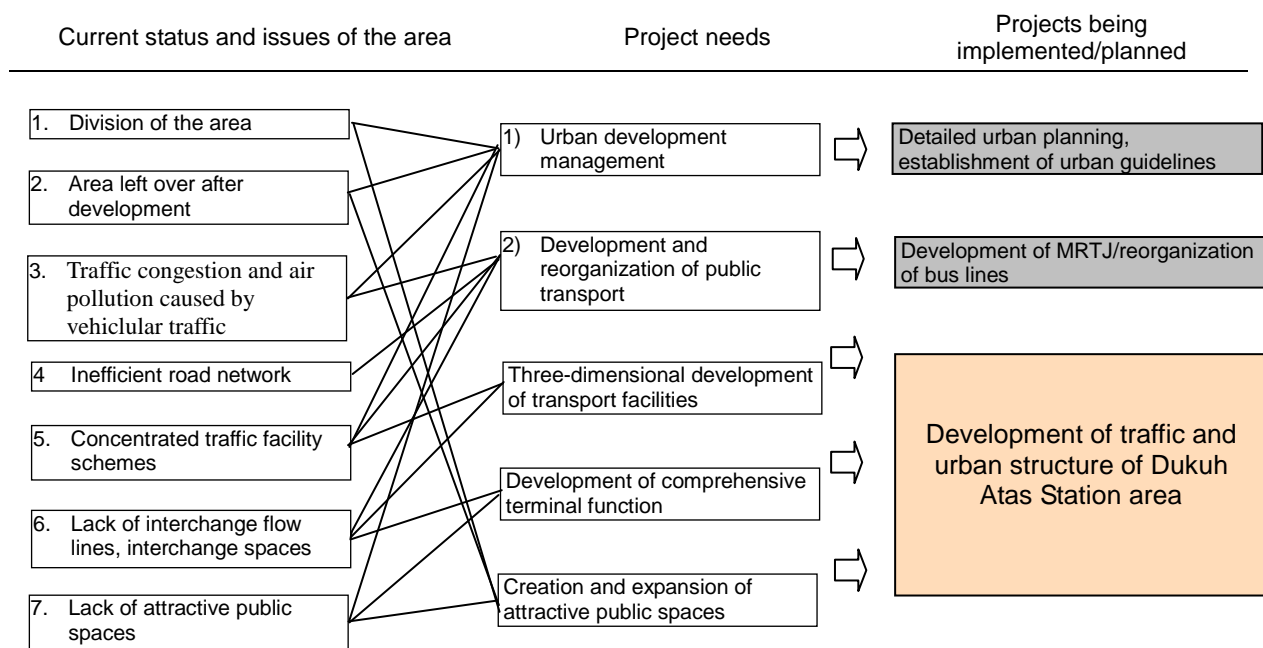 Current status and issues of the area
Project needs
Projects being
implemented/planned
1. Division of the area
2. Area left over after
development
3. Traffic congestion and air
pollution caused by
vehiclular traffic
4 Inefficient road network
5. Concentrated traffic facility
schemes
6. Lack of interchange flow
lines, interchange spaces
7. Lack of attractive public
spaces
1) Urban development
management
2) Development and
reorganization of public
transport
Three-dimensional development
of transport facilities
Development of comprehensive
terminal function
Creation and expansion of
attractive public spaces
Detailed urban planning,
establishment of urban guidelines
Development of MRTJ/reorganization
of bus lines
Development of traffic and
urban structure of Dukuh
Atas Station area